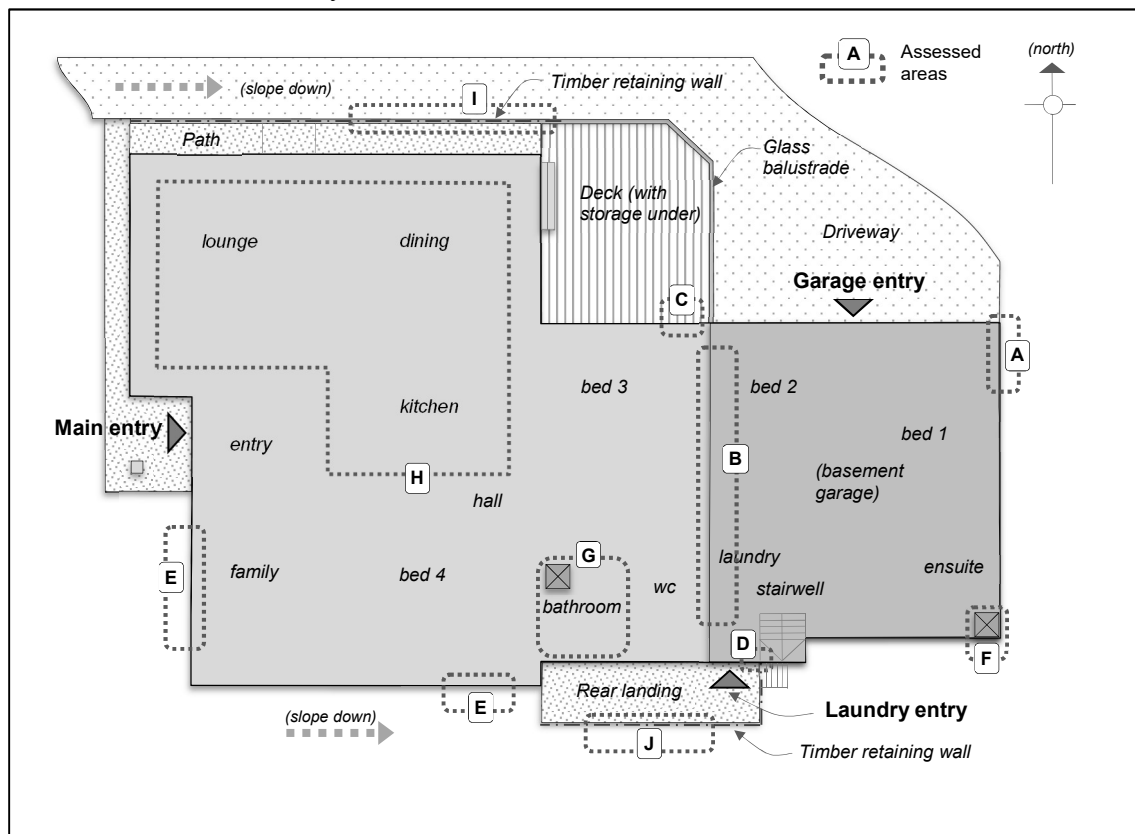 A
Assessed
areas
(north)
(slope down)
I
Timber retaining wall
Path
Glass
balustrade
Deck (with
storage under)
lounge
dining
Driveway
Garage entry
C
A
bed 3
bed 2
kitchen
bed 1
Main entry
entry
B
(basement
garage)
H
hall
G
laundry
E
family
bed 4
ensuite
wc
stairwell
bathroom
D
F
E
Rear landing
(slope down)
Laundry entry
J
Timber retaining wall